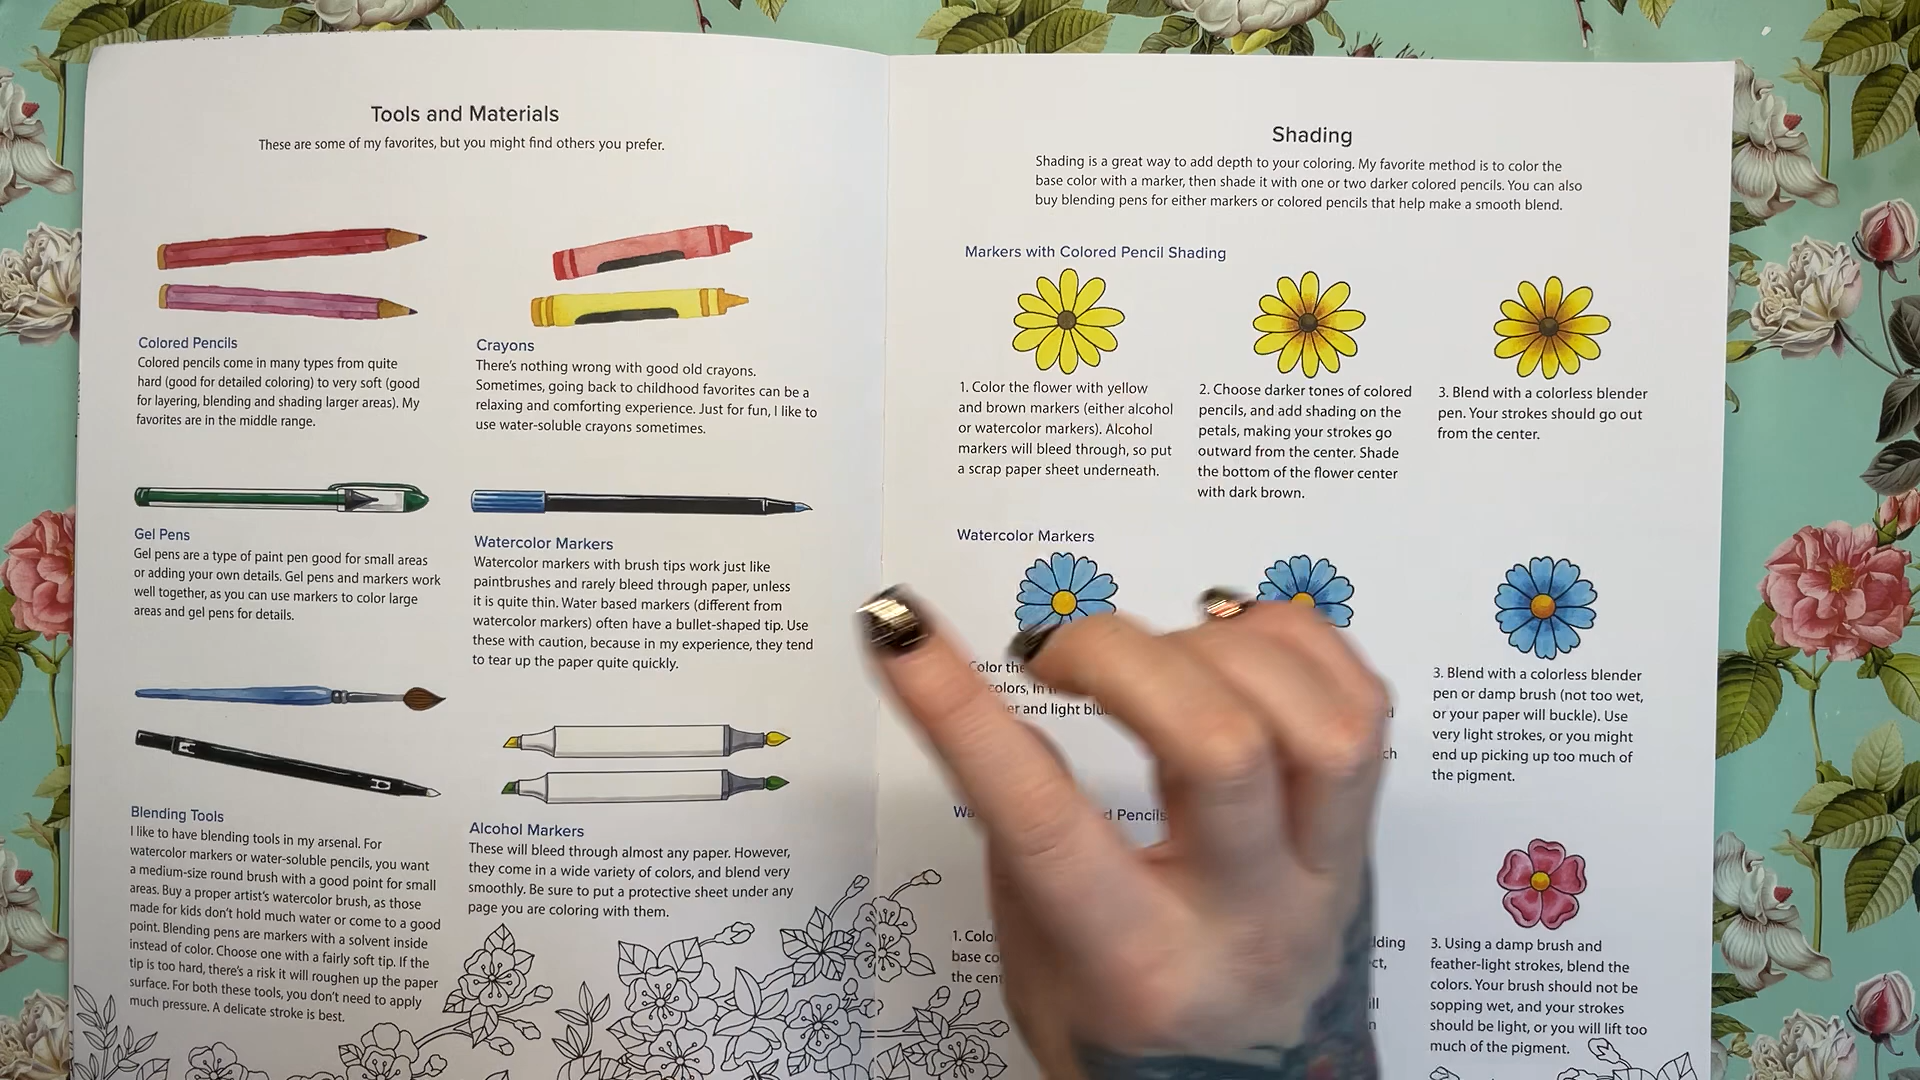 Tools and Materials
These are some of my favorites, but you might find others you prefer.
Colored Pencils
Colored pencils come in many types from quite
hard (good for detailed coloring) to very soft (good
for layering, blending and shading larger areas). My
favorites are in the middle range.
Crayons
There's nothing wrong with good old crayons.
Sometimes, going back to childhood favorites can be a
relaxing and comforting experience. Just for fun, I like to
use water-soluble crayons sometimes.
Gel Pens
Gel pens are a type of paint pen good for small areas
or adding your own details. Gel pens and markers work
well together, as you can use markers to color large
areas and gel pens for details.
Watercolor Markers
Watercolor markers with brush tips work just like
paintbrushes and rarely bleed through paper, unless
it is quite thin. Water based markers (different from
watercolor markers) often have a bullet-shaped tip. Use
these with caution, because in my experience, they tend
to tear up the paper quite quickly.
Blending Tools
I like to have blending tools in my arsenal. For
watercolor markers or water-soluble pencils, you want
a medium-size round brush with a good point for small
areas. Buy a proper artist's watercolor brush, as those
made for kids don't hold much water or come to a good
point. Blending pens are markers with a solvent inside
instead of color. Choose one with a fairly soft tip. If the
tip is too hard, there's a risk it will roughen up the paper
surface. For both these tools, you don't need to apply
much pressure. A delicate stroke is best.
Alcohol Markers
These will bleed through almost any paper. However,
they come in a wide variety of colors, and blend very
smoothly. Be sure to put a protective sheet under any
page you are coloring with them.
Shading
Shading is a great way to add depth to your coloring. My favorite method is to color the
base color with a marker, then shade it with one or two darker colored pencils. You can also
buy blending pens for either markers or colored pencils that help make a smooth blend.
Markers with Colored Pencil Shading
1. Color the flower with yellow
and brown markers (either alcohol
or watercolor markers). Alcohol
markers will bleed through, so put
a scrap paper sheet underneath.
2. Choose darker tones of colored
pencils, and add shading on the
petals, making your strokes go
outward from the center. Shade
the bottom of the flower center
with dark brown.
3. Blend with a colorless blender
pen. Your strokes should go out
from the center.
Watercolor Markers
Color the
colors, in
and light
3. Blend with a colorless blender
pen or damp brush (not too wet,
or your paper will buckle). Use
very light strokes, or you might
end up picking up too much of
the pigment.
Pencils
1.
base
the
3. Using a damp brush and
feather-light strokes, blend the
colors. Your brush should not be
sopping wet, and your strokes
should be light, or you will lift too
much of the pigment.